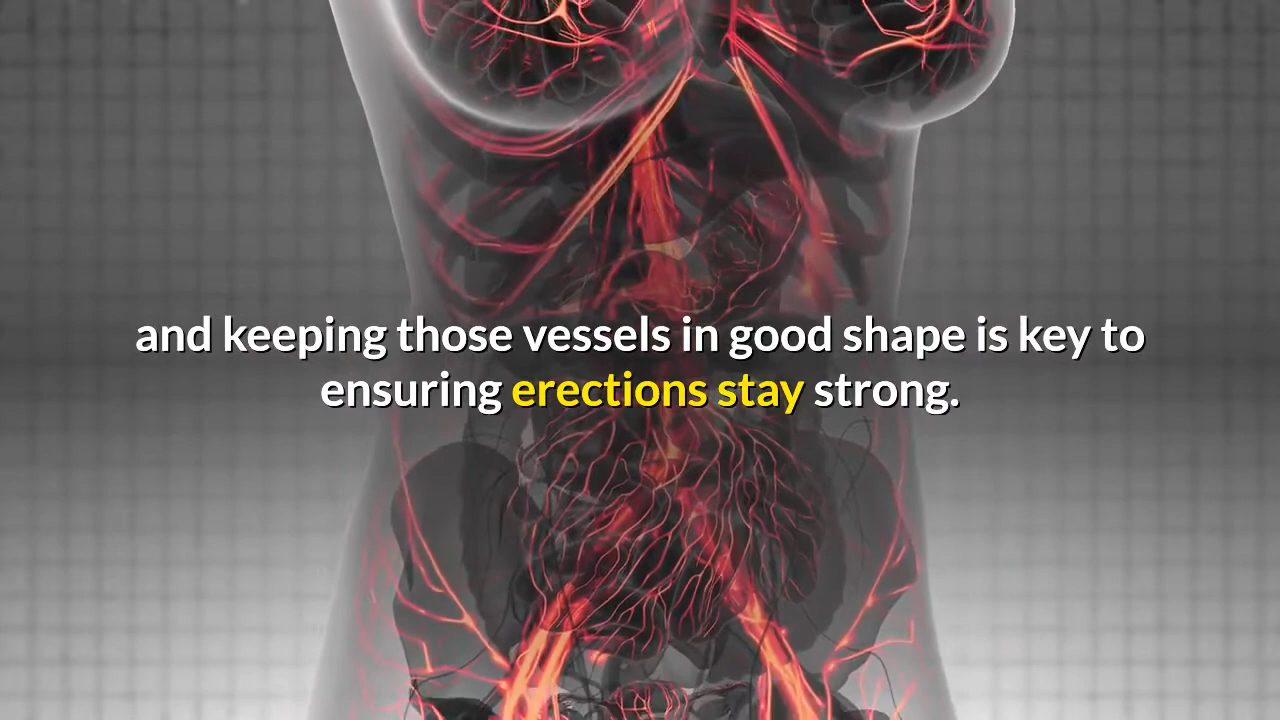 and keeping those vessels in good shape is key to
ensuring erections stay strong.